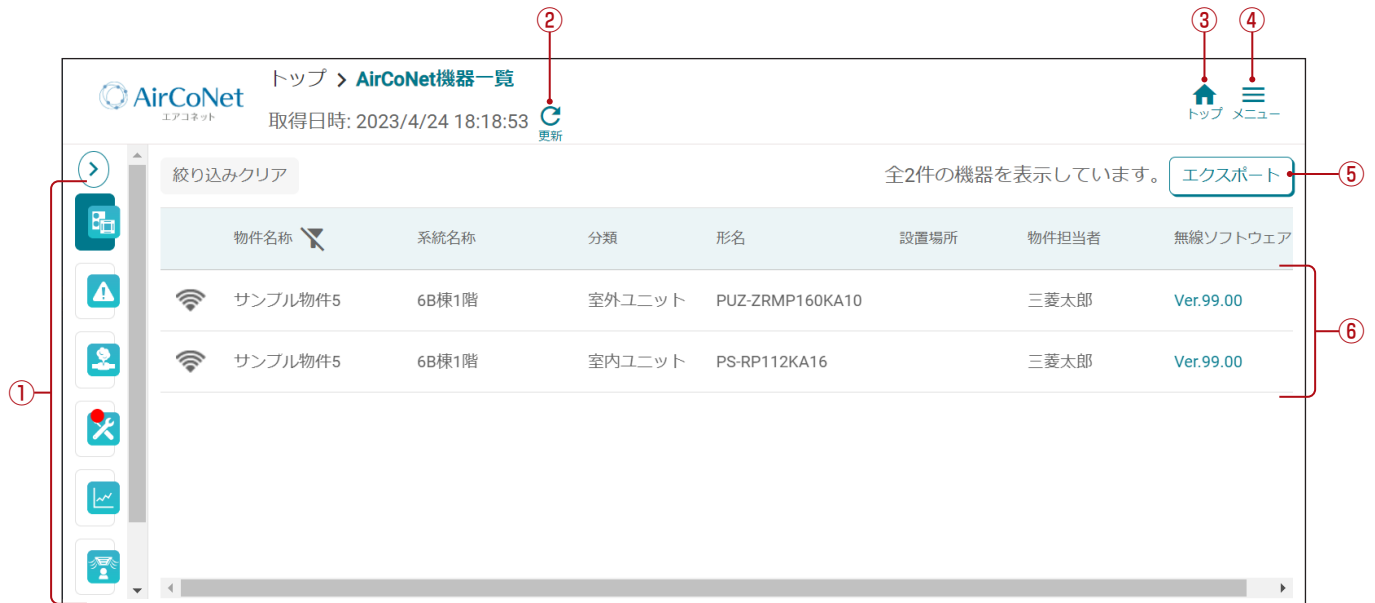 ② ③ ④
AirCoNet
エアコネット
トップ > AirCoNet機器一覧
取得日時: 2023/4/24 18:18:53
更新
トップ メニュー
絞り込みクリア
全2件の機器を表示しています。
エクスポート
⑤
物件名称 系統名称 分類 形名 設置場所 物件担当者 無線ソフトウェア
サンプル物件5 6B棟1階 室外ユニット PUZ-ZRMP160KA10 三菱太郎 Ver.99.00
サンプル物件5 6B棟1階 室内ユニット PS-RP112KA16 三菱太郎 Ver.99.00
⑥
①